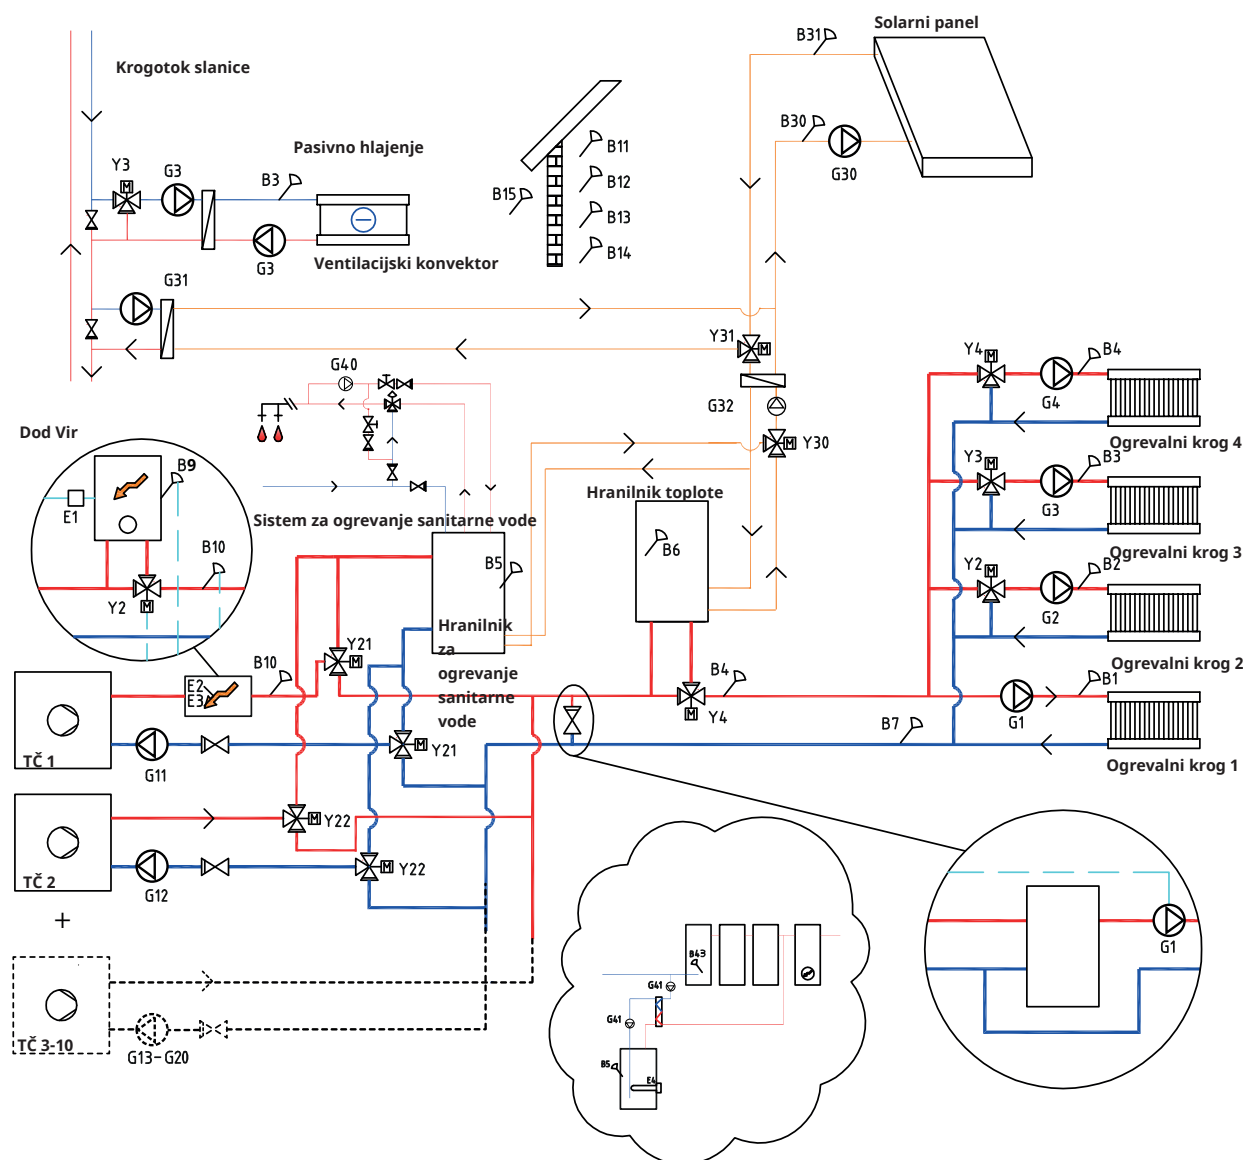 Solarni panel
B31
Krogotok slanice
B30
G30
Pasivno hlajenje
Y3
G3
B3
B11
B12
B15
B13
B14
G3
Ventilacijski konvektor
G31
Y31
G40
Y4
B4
G4
G32
Ogrevalni krog 4
Dod Vir
Y30
B9
E1
Y3
B3
G3
Hranilnik toplote
Sistem za ogrevanje sanitarne vode
Ogrevalni krog 3
B10
B6
B5
Y2
B2
G2
Y2
Hranilnik
za
ogrevanje
sanitarne
vode
Y21
B10
E2
E3
B4
Y4
Ogrevalni krog 2
B1
G1
B7
TČ 1
G11
Y21
Ogrevalni krog 1
Y22
TČ 2
G12
Y22
+
B43
G1
G41
G41
TČ 3-10
G13-G20
B5
E4
M
M
M
M
M
M
M
M
M
M
M
M
M